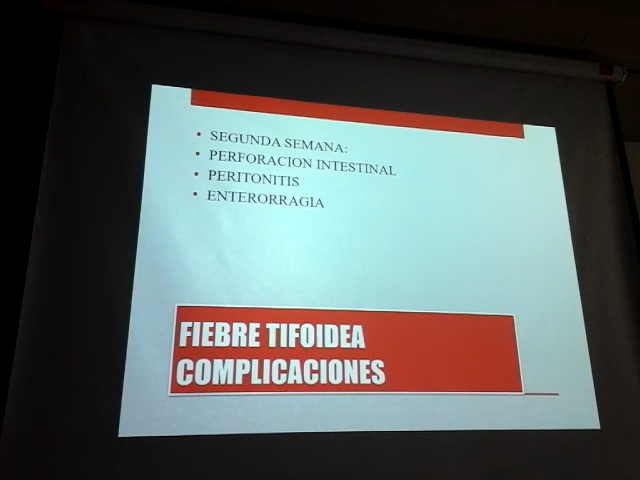 • SEGUNDA SEMANA:
• PERFORACION INTESTINAL
• PERITONITIS
• ENTERORRAGIA
FIEBRE TIFOIDEA
COMPLICACIONES